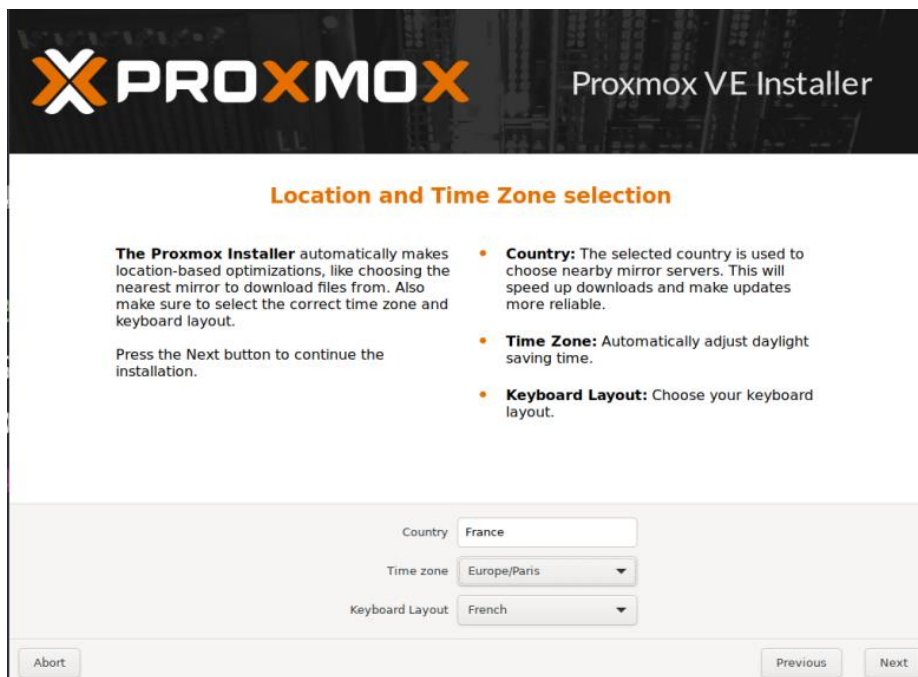 PROXMOX
Proxmox VE Installer
Location and Time Zone selection
The Proxmox Installer automatically makes
location-based optimizations, like choosing the
nearest mirror to download files from. Also
make sure to select the correct time zone and
keyboard layout.
Press the Next button to continue the
installation.
• Country: The selected country is used to
choose nearby mirror servers. This will
speed up downloads and make updates
more reliable.
• Time Zone: Automatically adjust daylight
saving time.
• Keyboard Layout: Choose your keyboard
layout.
Country France
Time zone Europe/Paris
Keyboard Layout French
Abort Previous Next